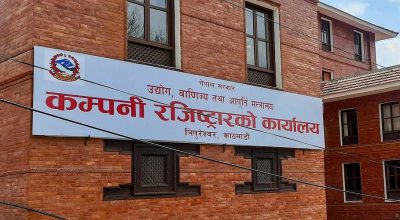 नेपाल सरकार
उद्योग, वाणिज्य तथा आपूर्ति मन्त्रालय
कम्पनी रजिष्ट्रारको कार्यालय
त्रिपुरेश्वर, काठमाडौं